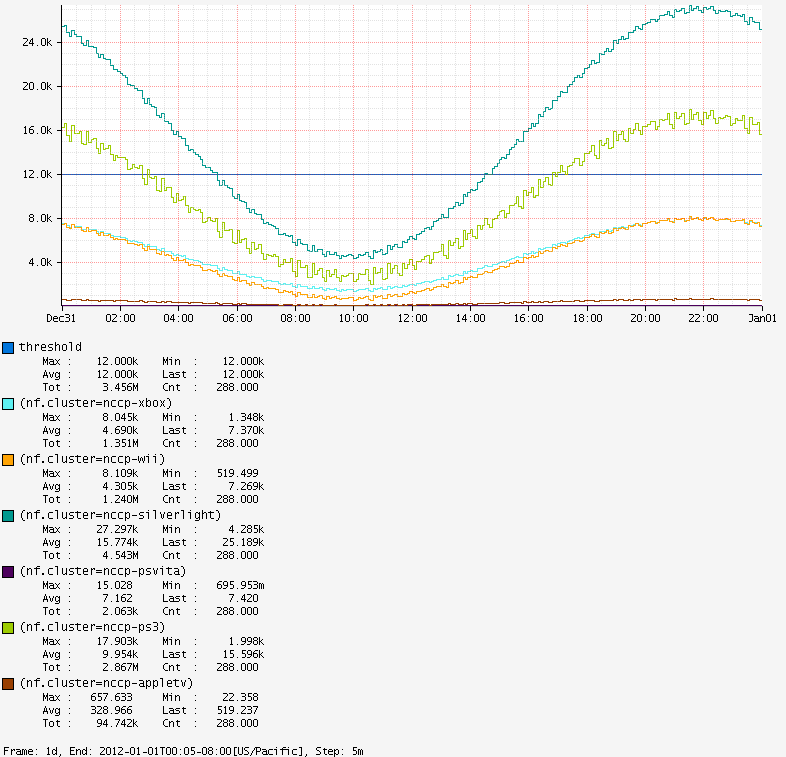 24.0k
20.0k
16.0k
12.0k
8.0k
4.0k
Dec31 02:00 04:00 06:00 08:00 10:00 12:00 14:00 16:00 18:00 20:00 22:00 Jan01
threshold
Max : 12.000k Min : 12.000k
Avg : 12.000k Last : 12.000k
Tot : 3.456M Cnt : 288.000
(nf.cluster=nccp-xbox)
Max : 8.045k Min : 1.348k
Avg : 4.690k Last : 7.370k
Tot : 1.351M Cnt : 288.000
(nf.cluster=nccp-wii)
Max : 8.109k Min : 519.499
Avg : 4.305k Last : 7.269k
Tot : 1.240M Cnt : 288.000
(nf.cluster=nccp-silverlight)
Max : 27.297k Min : 4.285k
Avg : 15.774k Last : 25.189k
Tot : 4.543M Cnt : 288.000
(nf.cluster=nccp-psvita)
Max : 15.028 Min : 695.953m
Avg : 7.162 Last : 7.420
Tot : 2.063k Cnt : 288.000
(nf.cluster=nccp-ps3)
Max : 17.903k Min : 1.998k
Avg : 9.954k Last : 15.596k
Tot : 2.867M Cnt : 288.000
(nf.cluster=nccp-appletv)
Max : 657.633 Min : 22.358
Avg : 328.966 Last : 519.237
Tot : 94.742k Cnt : 288.000
Frame: 1d, End: 2012-01-01T00:05-08:00[US/Pacific], Step: 5m